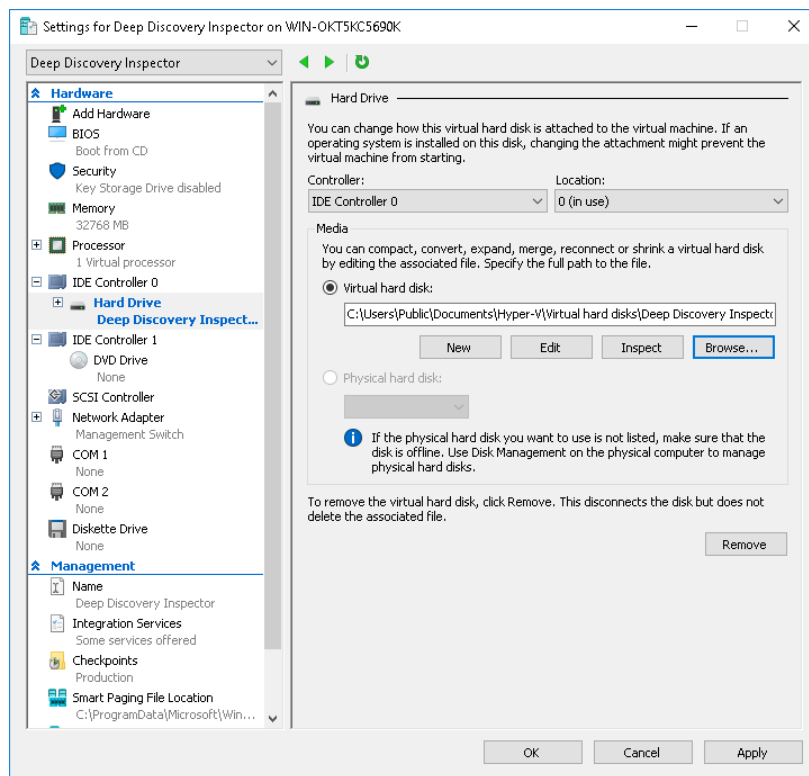 Settings for Deep Discovery Inspector on WIN-OKT5KC5690K
Deep Discovery Inspector
Hardware
Add Hardware
BIOS
Boot from CD
Security
Key Storage Drive disabled
Memory
32768 MB
Processor
1 Virtual processor
IDE Controller 0
Hard Drive
Deep Discovery Inspect...
IDE Controller 1
DVD Drive
None
SCSI Controller
Network Adapter
Management Switch
COM 1
None
COM 2
None
Diskette Drive
None
Management
Name
Deep Discovery Inspector
Integration Services
Some services offered
Checkpoints
Production
Smart Paging File Location
C:\ProgramData\Microsoft\Win...
Hard Drive
You can change how this virtual hard disk is attached to the virtual machine. If an
operating system is installed on this disk, changing the attachment might prevent the
virtual machine from starting.
Controller:
Location:
IDE Controller 0
0 (in use)
Media
You can compact, convert, expand, merge, reconnect or shrink a virtual hard disk
by editing the associated file. Specify the full path to the file.
Virtual hard disk:
C:\Users\Public\Documents\Hyper-V\Virtual hard disks\Deep Discovery Inspecto
New
Edit
Inspect
Browse...
Physical hard disk:
If the physical hard disk you want to use is not listed, make sure that the
disk is offline. Use Disk Management on the physical computer to manage
physical hard disks.
To remove the virtual hard disk, click Remove. This disconnects the disk but does not
delete the associated file.
Remove
OK
Cancel
Apply